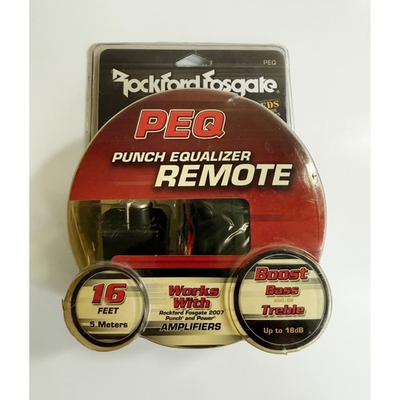 PEQ
Rockford Fosgate
PEQ
PUNCH EQUALIZER
REMOTE
16
FEET
5 Meters
Works
With
Rockford Fosgate 2007
Punch and Power
AMPLIFIERS
Boost
Bass
Treble
Up to 18dB